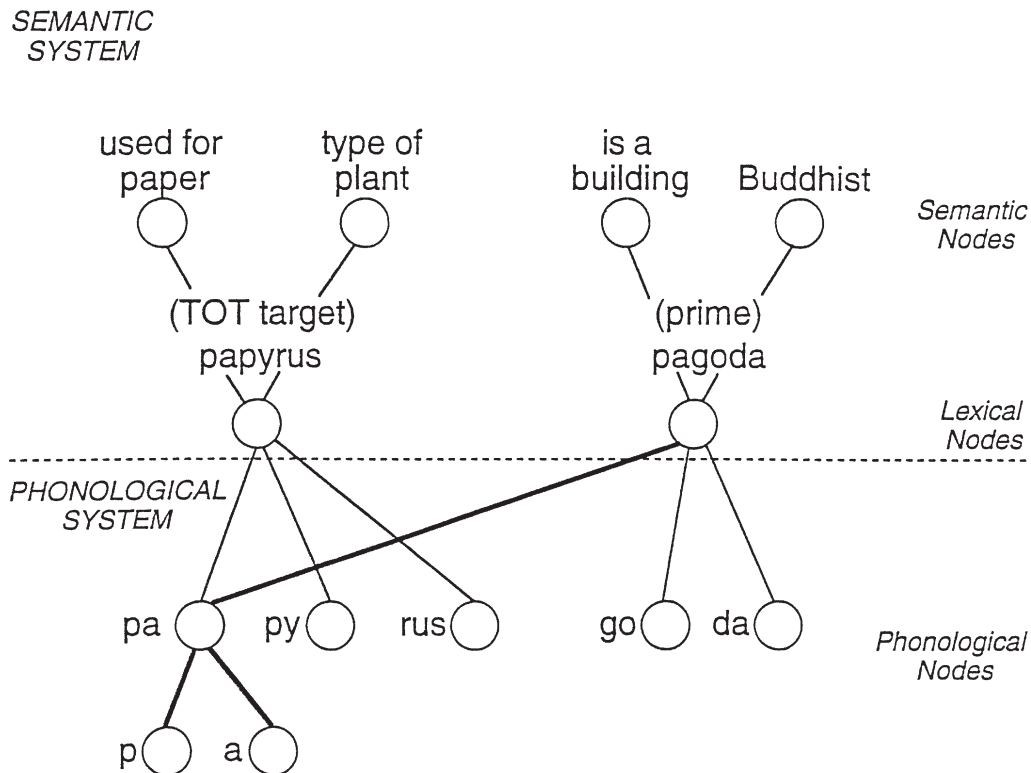 SEMANTIC
SYSTEM
used for
paper
type of
plant
is a
building
Buddhist
Semantic
Nodes
(TOT target)
papyrus
(prime)
pagoda
Lexical
Nodes
PHONOLOGICAL
SYSTEM
pa
py
rus
go
da
Phonological
Nodes
p
a